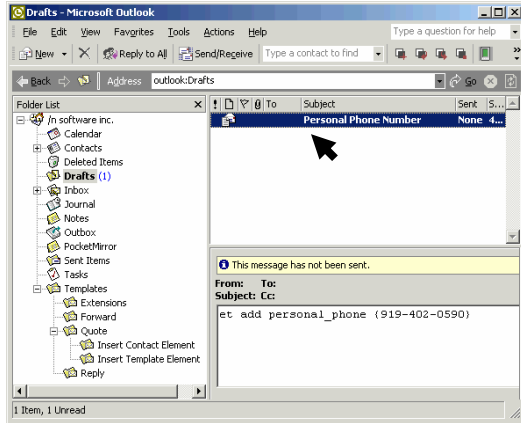 Drafts - Microsoft Outlook
File Edit View Favorites Tools Actions Help Type a question for help
New Reply to All Send/Receive Type a contact to find
Back Address outlook:Drafts Go
Folder List
! To Subject Sent S...
/n software inc.
Personal Phone Number None 4...
Calendar
Contacts
Deleted Items
Drafts (1)
Inbox
Journal
Notes
Outbox
PocketMirror
Sent Items
Tasks
Templates
Extensions
Forward
Quote
Insert Contact Element
Insert Template Element
Reply
This message has not been sent.
From: To:
Subject: Cc:
et add personal_phone {919-402-0590}
1 Item, 1 Unread